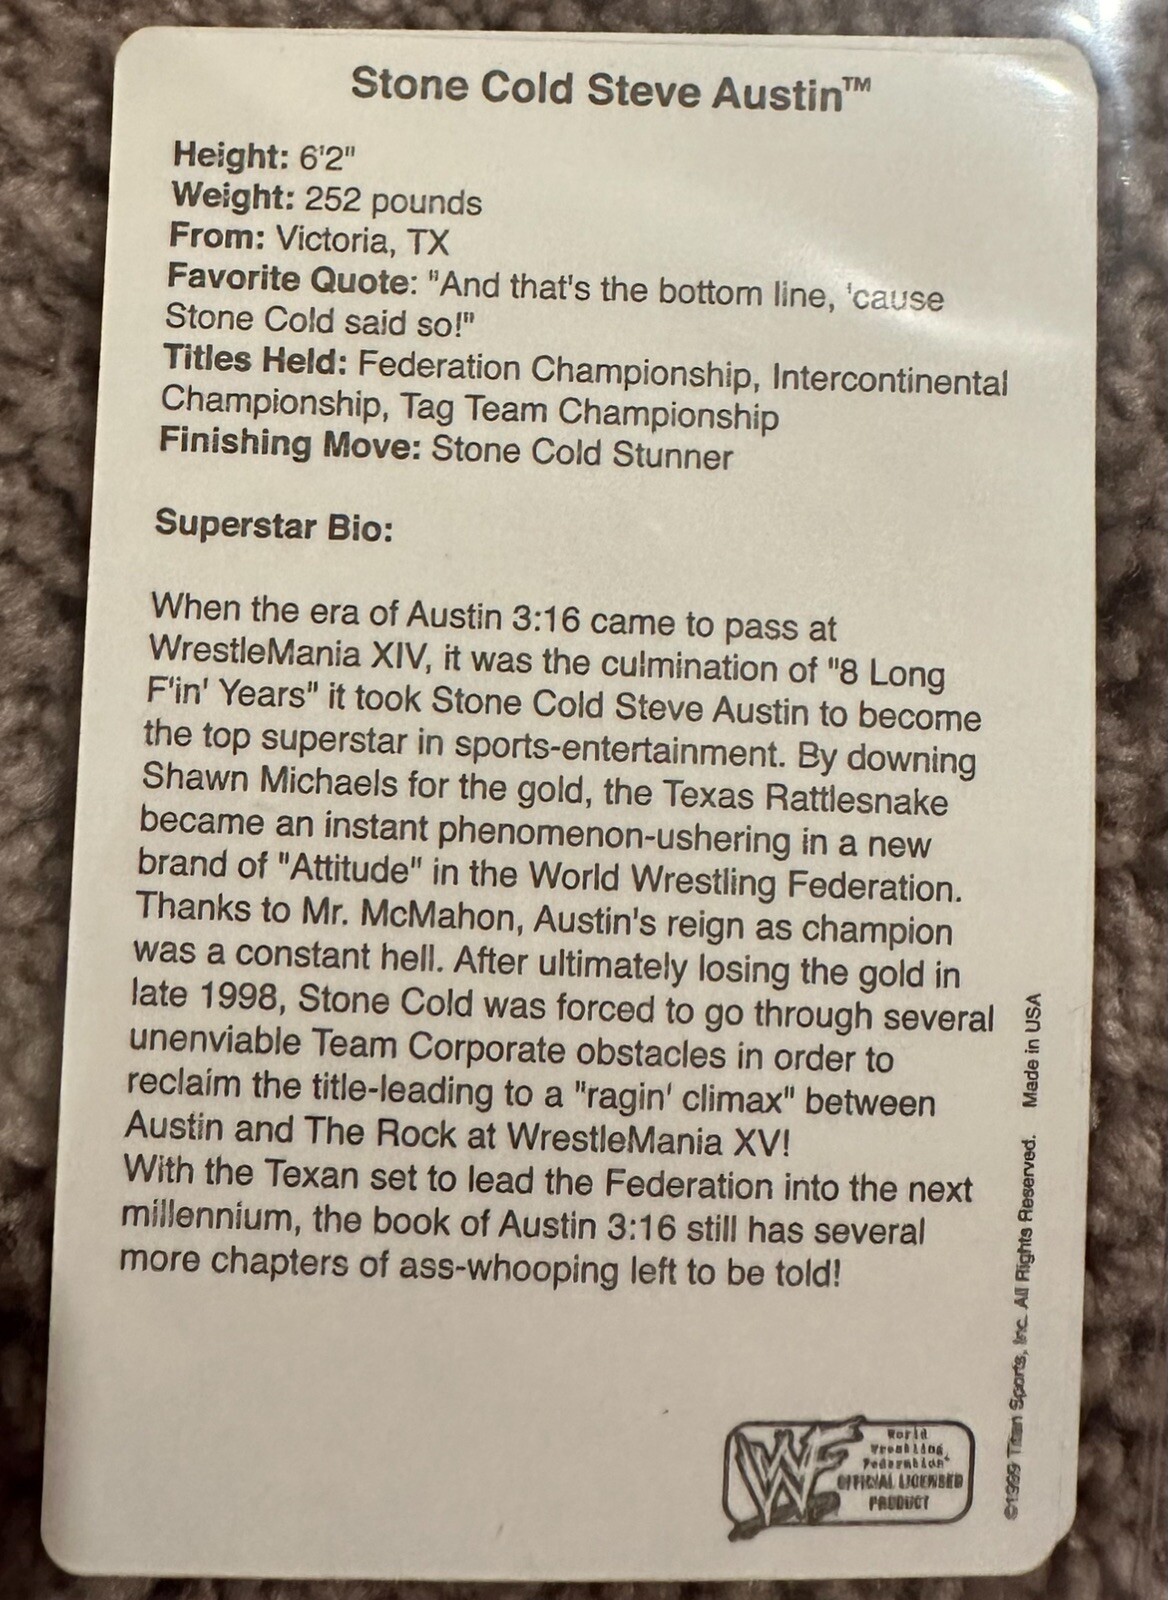 Stone Cold Steve Austin™
Height: 6'2"
Weight: 252 pounds
From: Victoria, TX
Favorite Quote: "And that's the bottom line, 'cause
Stone Cold said so!"
Titles Held: Federation Championship, Intercontinental
Championship, Tag Team Championship
Finishing Move: Stone Cold Stunner
Superstar Bio:
When the era of Austin 3:16 came to pass at
WrestleMania XIV, it was the culmination of "8 Long
F'in' Years" it took Stone Cold Steve Austin to become
the top superstar in sports-entertainment. By downing
Shawn Michaels for the gold, the Texas Rattlesnake
became an instant phenomenon-ushering in a new
brand of "Attitude" in the World Wrestling Federation.
Thanks to Mr. McMahon, Austin's reign as champion
was a constant hell. After ultimately losing the gold in
late 1998, Stone Cold was forced to go through several
unenviable Team Corporate obstacles in order to
reclaim the title-leading to a "ragin' climax" between
Austin and The Rock at WrestleMania XV!
With the Texan set to lead the Federation into the next
millennium, the book of Austin 3:16 still has several
more chapters of ass-whooping left to be told!
WF
World
Wrestling
Federation
OFFICIAL LICENSED
PRODUCT
©1999 Titan Sports, Inc. All Rights Reserved. Made in USA